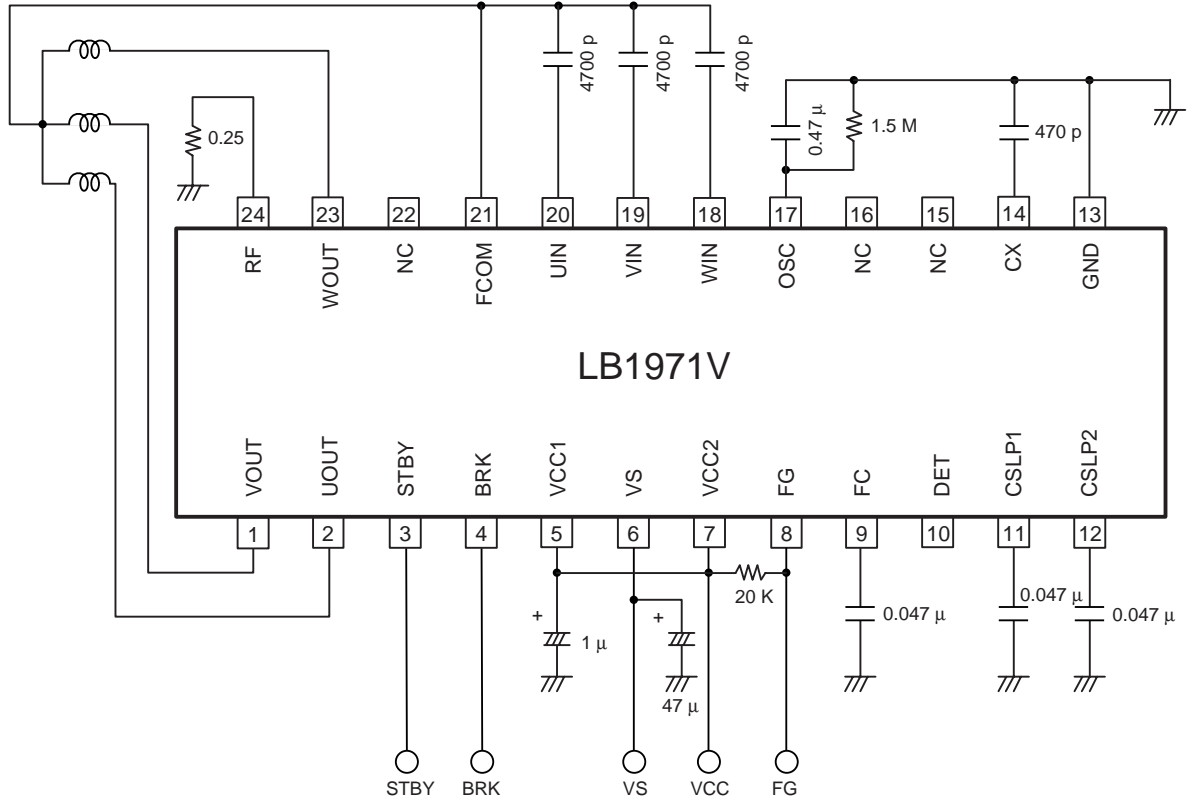 4700 p
4700 p
4700 p
0.25
0.47 μ
1.5 M
470 p
24
23
22
21
20
19
18
17
16
15
14
13
RF
WOUT
NC
FCOM
UIN
VIN
WIN
OSC
NC
NC
CX
GND
LB1971V
VOUT
UOUT
STBY
BRK
VCC1
VS
VCC2
FG
FC
DET
CSLP1
CSLP2
1
2
3
4
5
6
7
8
9
10
11
12
20 K
+
1 μ
+
47 μ
0.047 μ
0.047 μ
0.047 μ
STBY
BRK
VS
VCC
FG